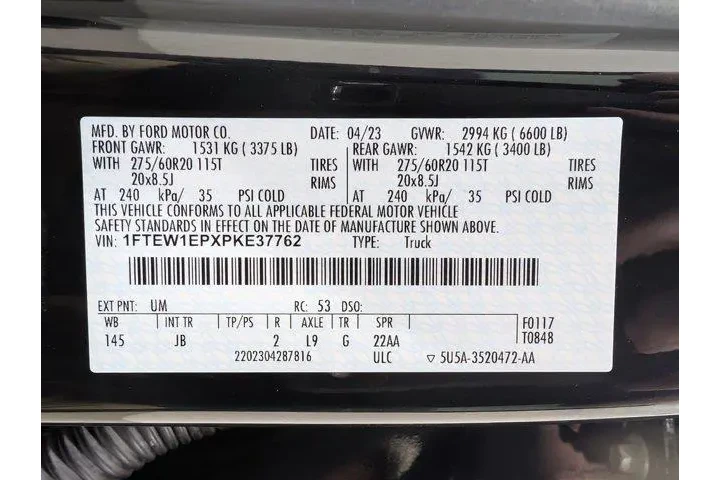 MFD. BY FORD MOTOR CO. DATE: 04/23 GVWR: 2994 KG ( 6600 LB)
FRONT GAWR: 1531 KG ( 3375 LB) REAR GAWR: 1542 KG ( 3400 LB)
WITH 275/60R20 115T TIRES WITH 275/60R20 115T TIRES
20x8.5J RIMS 20x8.5J RIMS
AT 240 kPa/ 35 PSI COLD AT 240 kPa/ 35 PSI COLD
THIS VEHICLE CONFORMS TO ALL APPLICABLE FEDERAL MOTOR VEHICLE
SAFETY STANDARDS IN EFFECT ON THE DATE OF MANUFACTURE SHOWN ABOVE.
VIN: 1FTEW1EPXPKE37762 TYPE: Truck
EXT PNT: UM RC: 53 DSO:
WB INT TR TP/PS R AXLE TR SPR F0117
145 JB 2 L9 G 22AA T0848
2202304287816 ULC ▽ 5U5A-3520472-AA